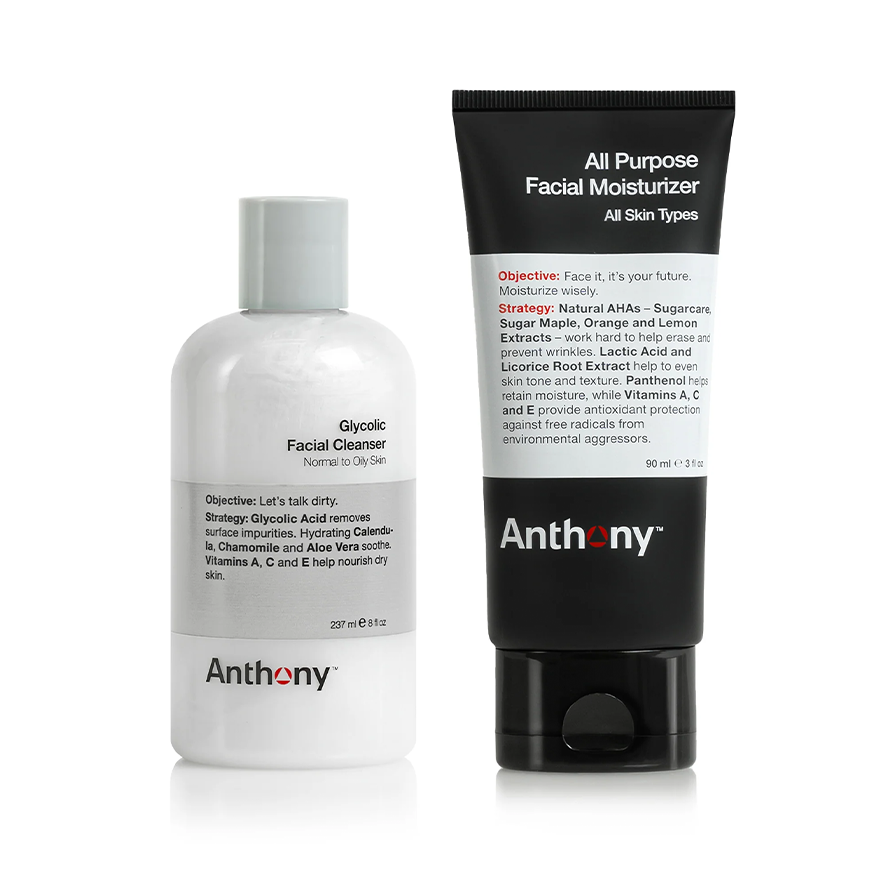 Glycolic
Facial Cleanser
Normal to Oily Skin
Objective: Let's talk dirty.
Strategy: Glycolic Acid removes
surface impurities. Hydrating Calendu-
la, Chamomile and Aloe Vera soothe.
Vitamins A, C and E help nourish dry
skin.
237 ml ℮ 8 fl oz
Anthony™
All Purpose
Facial Moisturizer
All Skin Types
Objective: Face it, it's your future.
Moisturize wisely.
Strategy: Natural AHAs – Sugarcare,
Sugar Maple, Orange and Lemon
Extracts – work hard to help erase and
prevent wrinkles. Lactic Acid and
Licorice Root Extract help to even
skin tone and texture. Panthenol helps
retain moisture, while Vitamins A, C
and E provide antioxidant protection
against free radicals from
environmental aggressors.
90 ml ℮ 3 fl oz
Anthony™